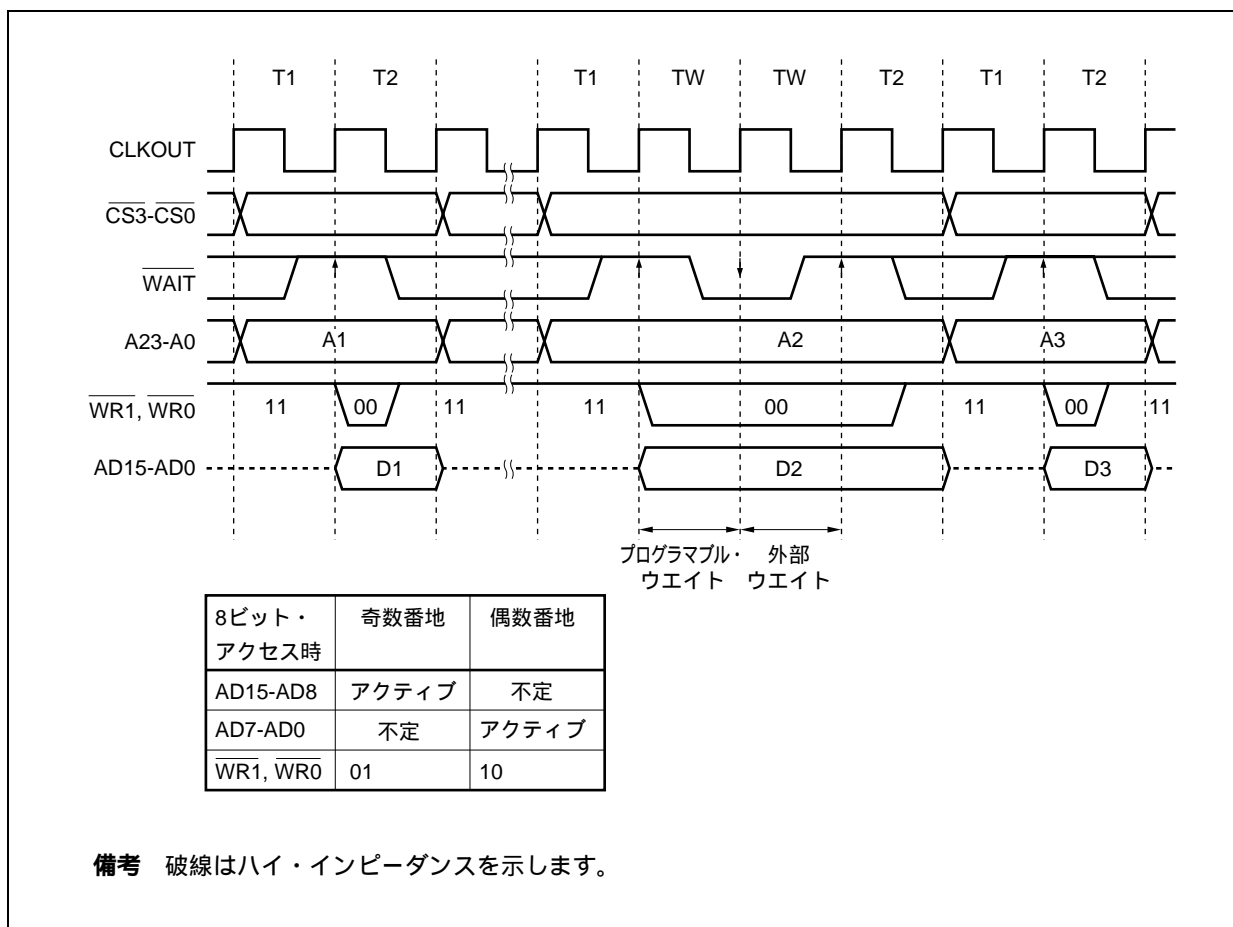 T1 T2 T1 TW TW T2 T1 T2
CLKOUT
CS3-CS0
WAIT
A23-A0 A1 A2 A3
WR1, WR0 11 00 11 11 00 11 00 11
AD15-AD0 D1 D2 D3
プログラマブル・ 外部
ウエイト ウエイト
8ビット・ 奇数番地 偶数番地
アクセス時
AD15-AD8 アクティブ 不定
AD7-AD0 不定 アクティブ
WR1, WR0 01 10
備考 破線はハイ・インピーダンスを示します。